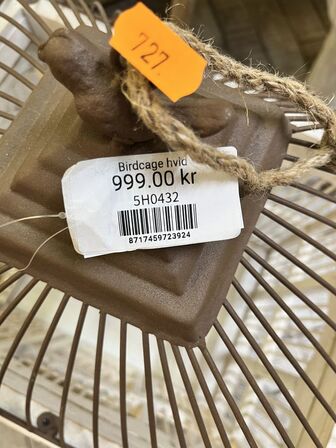 727.
Birdcage hvid
999.00 kr
5H0432
8717459723924